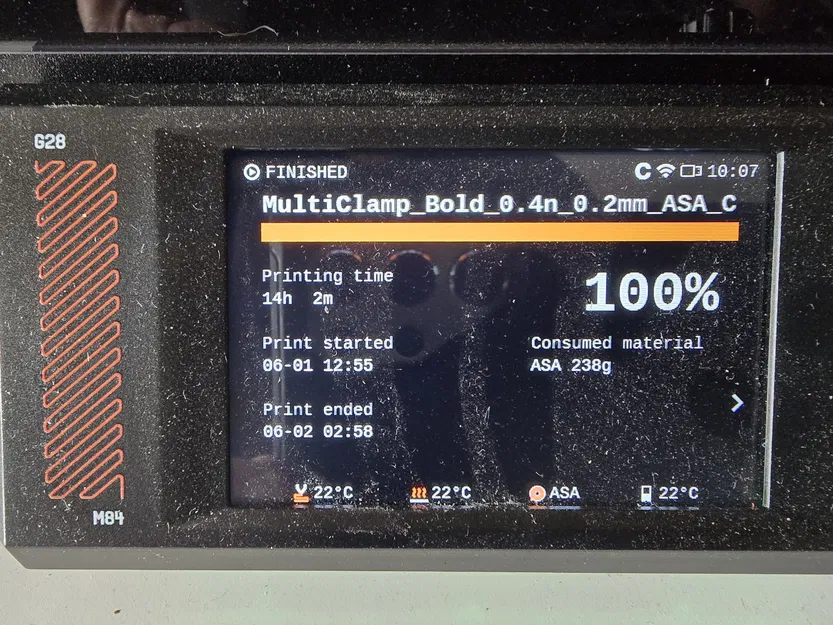 G28
FINISHED
C 10:07
MultiClamp_Bold_0.4n_0.2mm_ASA_C
Printing time
14h 2m
100%
Print started
06-01 12:55
Consumed material
ASA 238g
Print ended
06-02 02:58
22°C 22°C ASA 22°C
M84